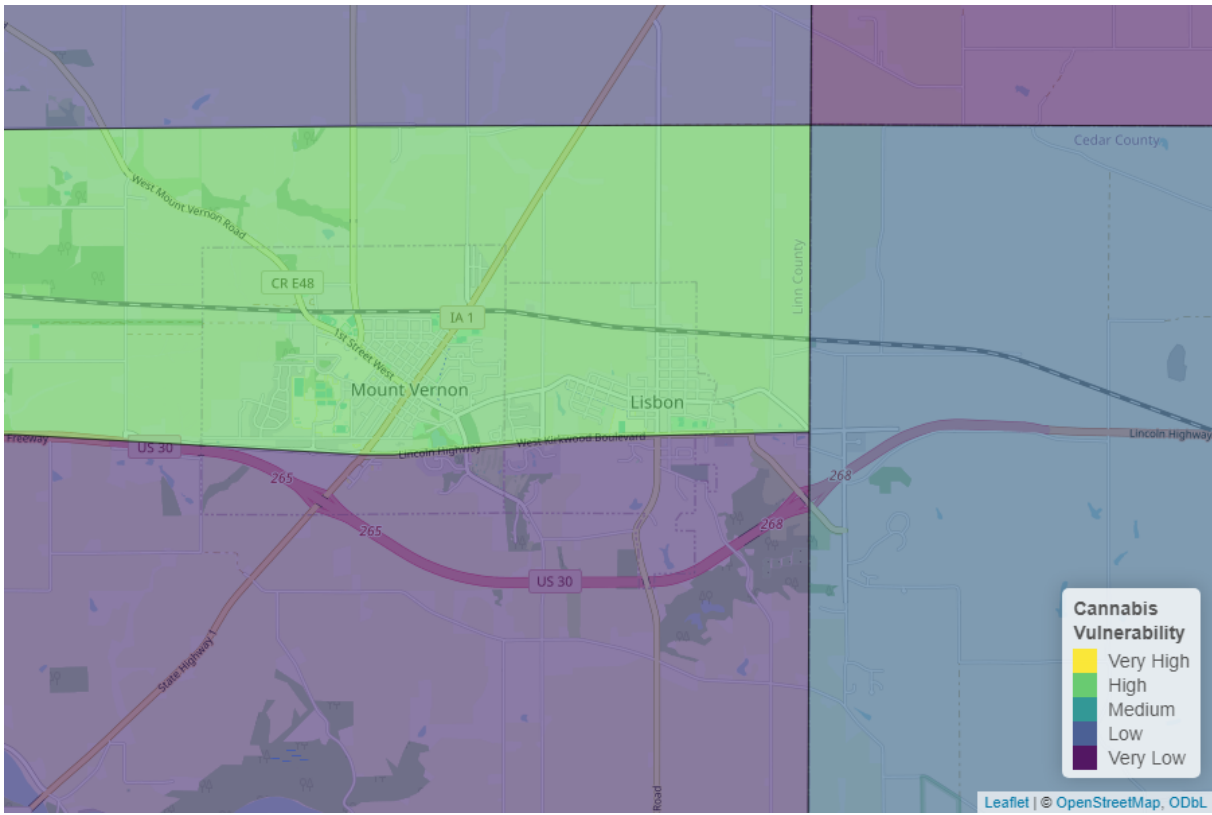 Cedar County
West Mount Vernon Road
Linn County
CR E48
IA 1
1st Street West
Mount Vernon
Lisbon
Freeway
US 30
Lincoln Highway
West Kirkwood Boulevard
Lincoln Highway
265
268
265
268
US 30
State Highway 1
Road
Cannabis
Vulnerability
Very High
High
Medium
Low
Very Low
Leaflet | © OpenStreetMap, ODbL